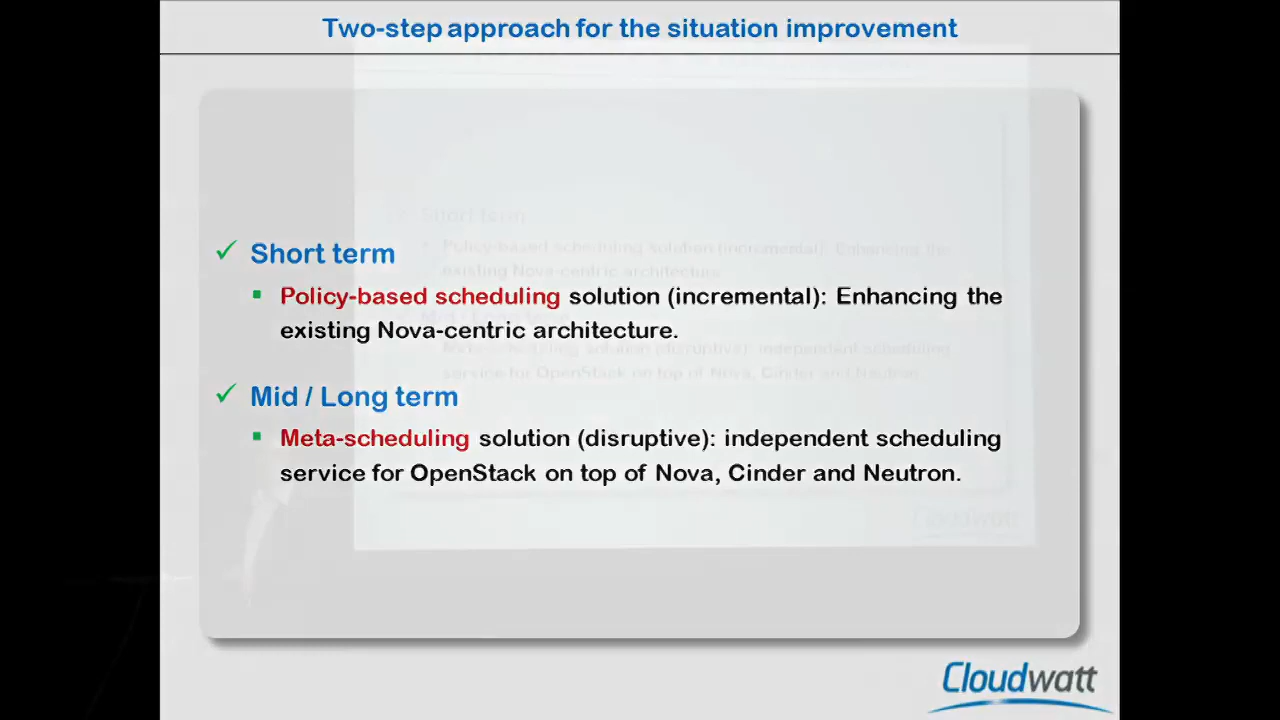 Two-step approach for the situation improvement
Short term
Policy-based scheduling solution (incremental): Enhancing the
existing Nova-centric architecture.
Mid / Long term
Meta-scheduling solution (disruptive): independent scheduling
service for OpenStack on top of Nova, Cinder and Neutron.
Cloudwatt